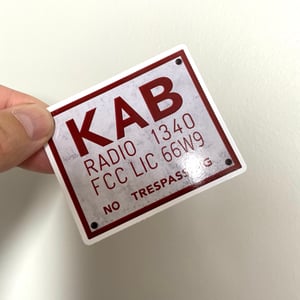 KAB
RADIO 1340
FCC LIC 66W9
NO TRESPASSING